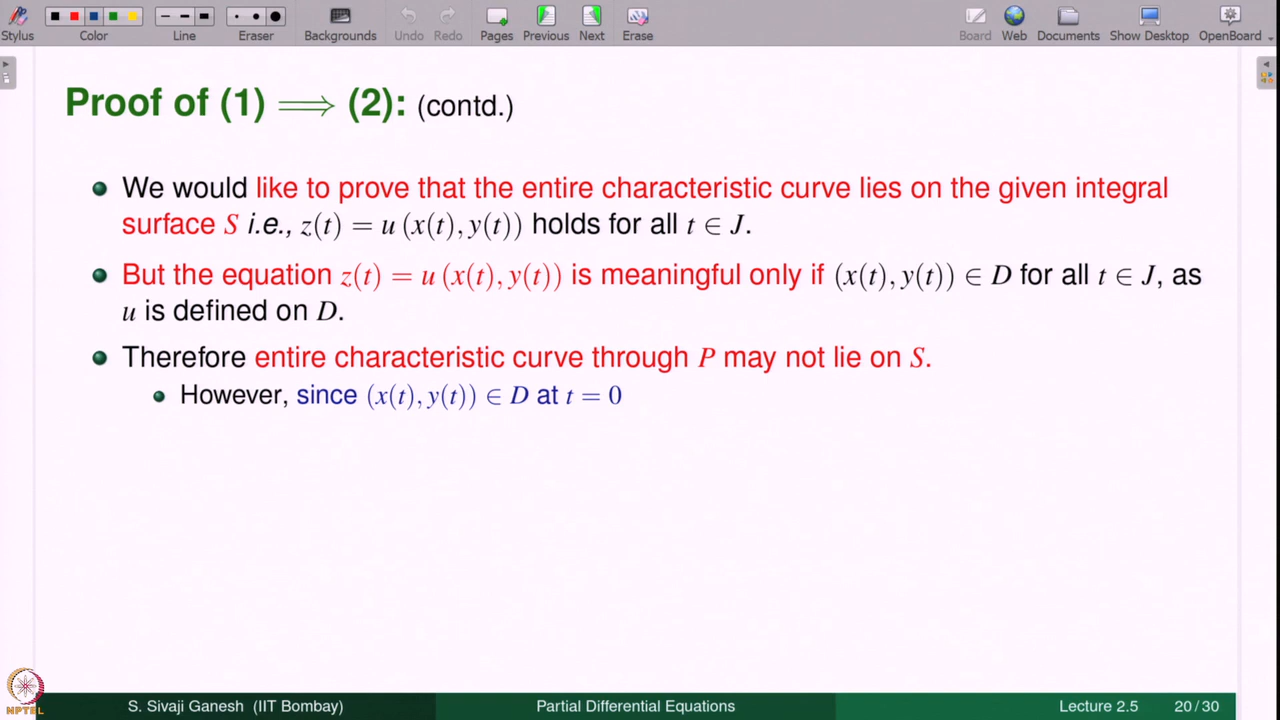 Stylus Color Line Eraser Backgrounds Undo Redo Pages Previous Next Erase Board Web Documents Show Desktop OpenBoard
Proof of (1) ⟹ (2): (contd.)
We would like to prove that the entire characteristic curve lies on the given integral
surface S i.e., z(t) = u (x(t), y(t)) holds for all t ∈ J.
But the equation z(t) = u (x(t), y(t)) is meaningful only if (x(t), y(t)) ∈ D for all t ∈ J, as
u is defined on D.
Therefore entire characteristic curve through P may not lie on S.
However, since (x(t), y(t)) ∈ D at t = 0
NPTEL
S. Sivaji Ganesh (IIT Bombay) Partial Differential Equations Lecture 2.5 20/30